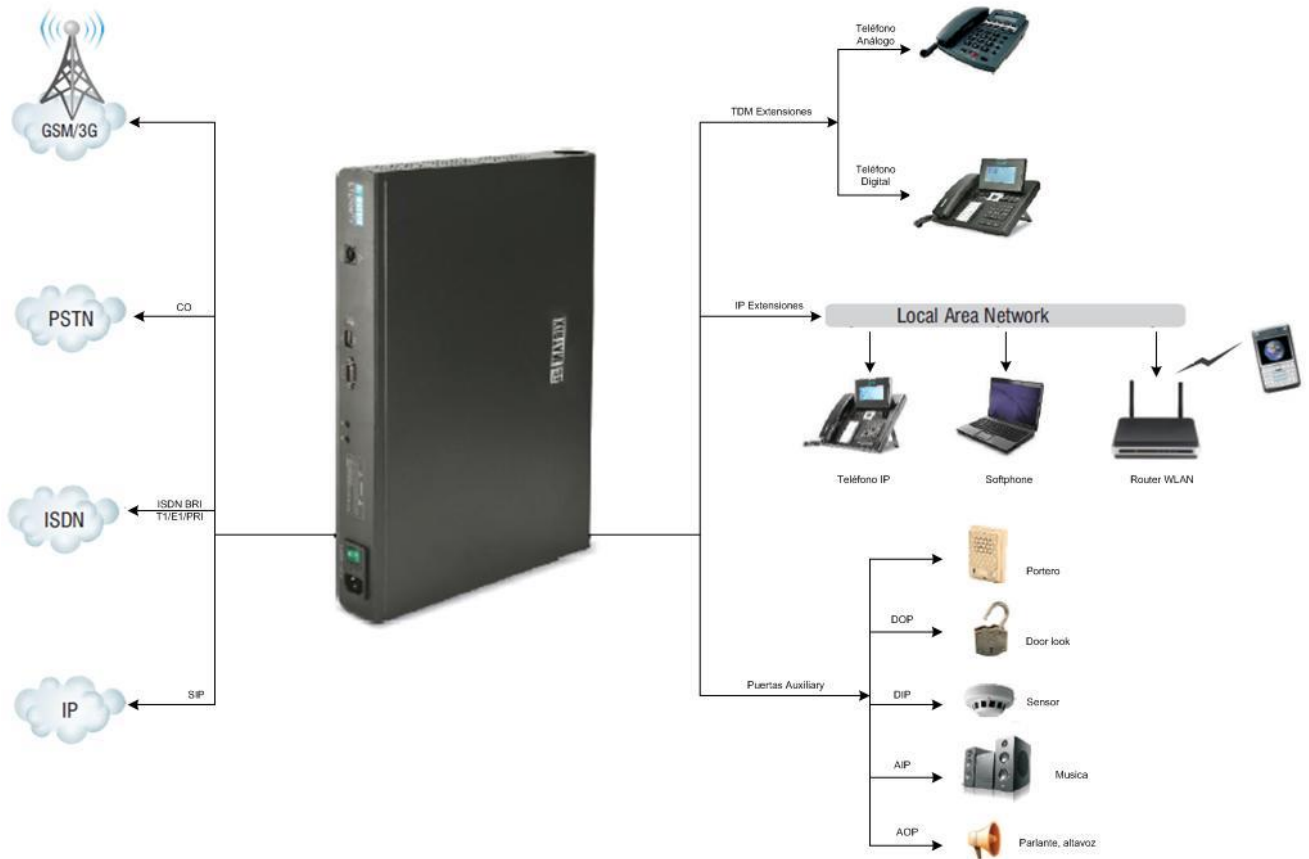 GSM/3G
PSTN
CO
ISDN
ISDN BRI
T1/E1/PRI
IP
SIP
TDM Extensiones
Teléfono
Análogo
Teléfono
Digital
IP Extensiones
Local Area Network
Teléfono IP
Softphone
Router WLAN
Puertas Auxiliary
Portero
DOP
Door look
DIP
Sensor
AIP
Musica
AOP
Parlante, altavoz